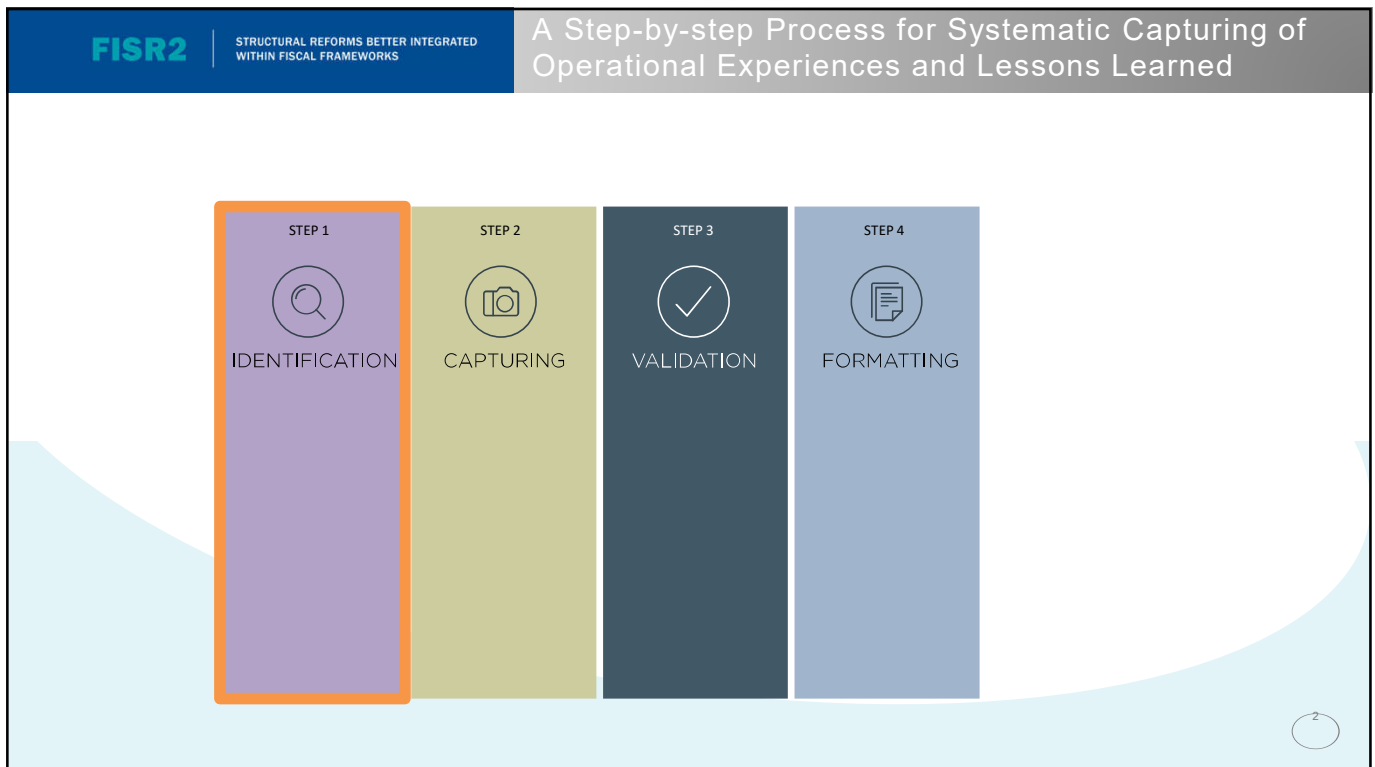 FISR2
STRUCTURAL REFORMS BETTER INTEGRATED
WITHIN FISCAL FRAMEWORKS
A Step-by-step Process for Systematic Capturing of
Operational Experiences and Lessons Learned
STEP 1
IDENTIFICATION
STEP 2
CAPTURING
STEP 3
VALIDATION
STEP 4
FORMATTING
2